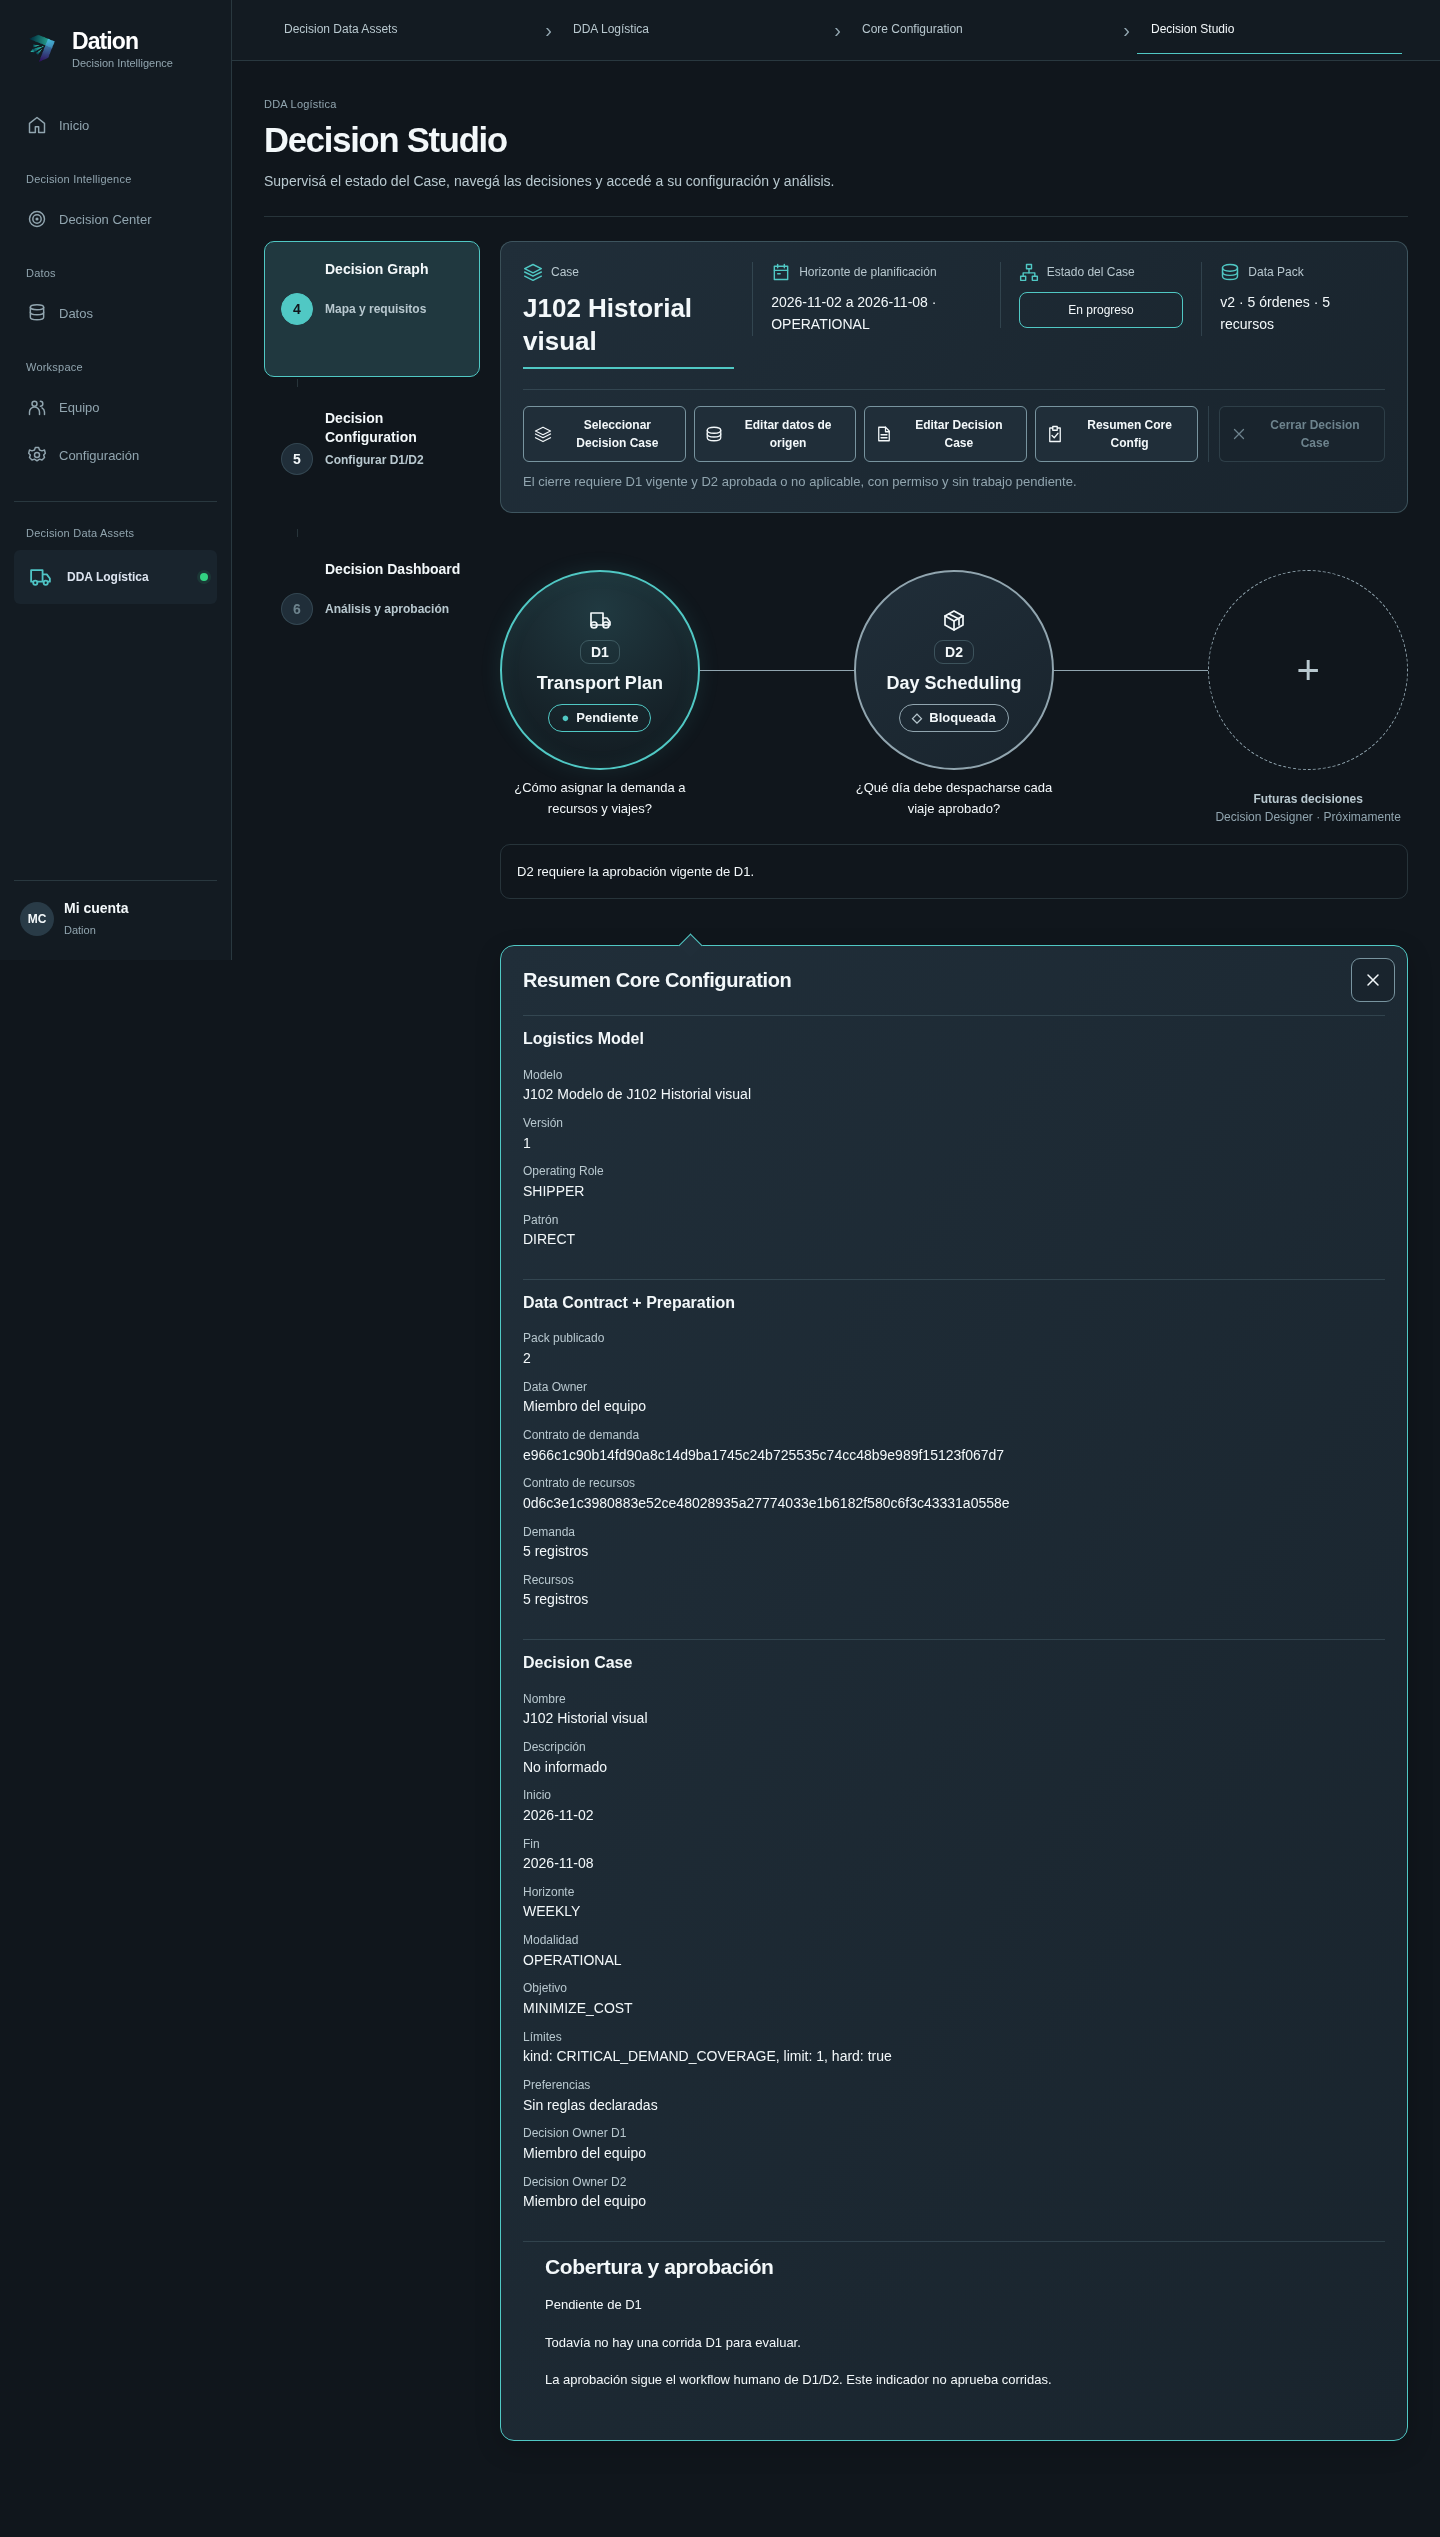 Dation
Decision Intelligence
Inicio
Decision Intelligence
Decision Center
Datos
Datos
Workspace
Equipo
Configuración
Decision Data Assets
DDA Logística
MC
Mi cuenta
Dation
Decision Data Assets
DDA Logística
Core Configuration
Decision Studio
DDA Logística
Decision Studio
Supervisá el estado del Case, navegá las decisiones y accedé a su configuración y análisis.
Decision Graph
4
Mapa y requisitos
Decision
Configuration
5
Configurar D1/D2
Decision Dashboard
6
Análisis y aprobación
Case
J102 Historial
visual
Horizonte de planificación
2026-11-02 a 2026-11-08 ·
OPERATIONAL
Estado del Case
En progreso
Data Pack
v2 · 5 órdenes · 5
recursos
Seleccionar
Decision Case
Editar datos de
origen
Editar Decision
Case
Resumen Core
Config
Cerrar Decision
Case
El cierre requiere D1 vigente y D2 aprobada o no aplicable, con permiso y sin trabajo pendiente.
D1
Transport Plan
Pendiente
¿Cómo asignar la demanda a
recursos y viajes?
D2
Day Scheduling
Bloqueada
¿Qué día debe despacharse cada
viaje aprobado?
+
Futuras decisiones
Decision Designer · Próximamente
D2 requiere la aprobación vigente de D1.
Resumen Core Configuration
Logistics Model
Modelo
J102 Modelo de J102 Historial visual
Versión
1
Operating Role
SHIPPER
Patrón
DIRECT
Data Contract + Preparation
Pack publicado
2
Data Owner
Miembro del equipo
Contrato de demanda
e966c1c90b14fd90a8c14d9ba1745c24b725535c74cc48b9e989f15123f067d7
Contrato de recursos
0d6c3e1c3980883e52ce48028935a27774033e1b6182f580c6f3c43331a0558e
Demanda
5 registros
Recursos
5 registros
Decision Case
Nombre
J102 Historial visual
Descripción
No informado
Inicio
2026-11-02
Fin
2026-11-08
Horizonte
WEEKLY
Modalidad
OPERATIONAL
Objetivo
MINIMIZE_COST
Límites
kind: CRITICAL_DEMAND_COVERAGE, limit: 1, hard: true
Preferencias
Sin reglas declaradas
Decision Owner D1
Miembro del equipo
Decision Owner D2
Miembro del equipo
Cobertura y aprobación
Pendiente de D1
Todavía no hay una corrida D1 para evaluar.
La aprobación sigue el workflow humano de D1/D2. Este indicador no aprueba corridas.